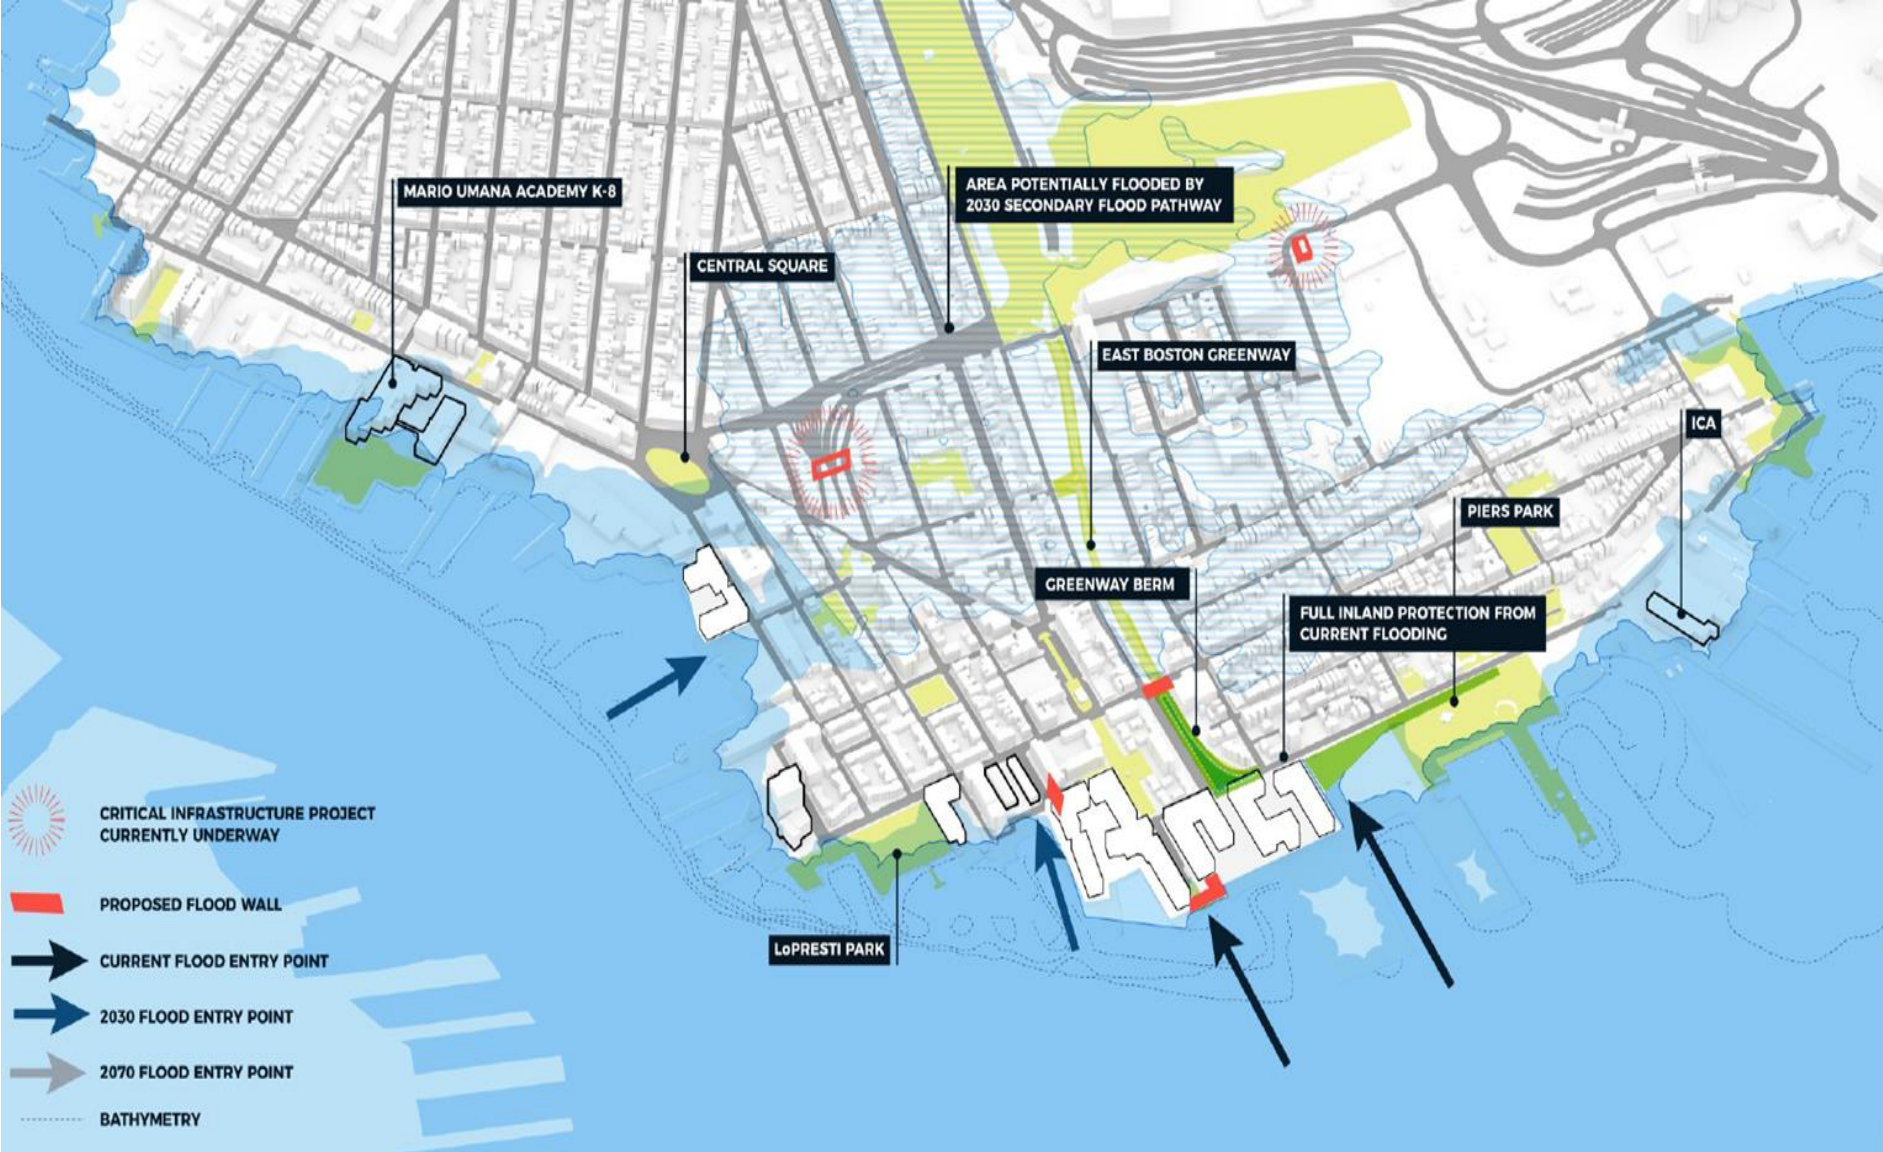 MARIO UMANA ACADEMY K-8
AREA POTENTIALLY FLOODED BY
2030 SECONDARY FLOOD PATHWAY
CENTRAL SQUARE
EAST BOSTON GREENWAY
ICA
PIERS PARK
GREENWAY BERM
FULL INLAND PROTECTION FROM
CURRENT FLOODING
LoPRESTI PARK
CRITICAL INFRASTRUCTURE PROJECT
CURRENTLY UNDERWAY
PROPOSED FLOOD WALL
CURRENT FLOOD ENTRY POINT
2030 FLOOD ENTRY POINT
2070 FLOOD ENTRY POINT
BATHYMETRY